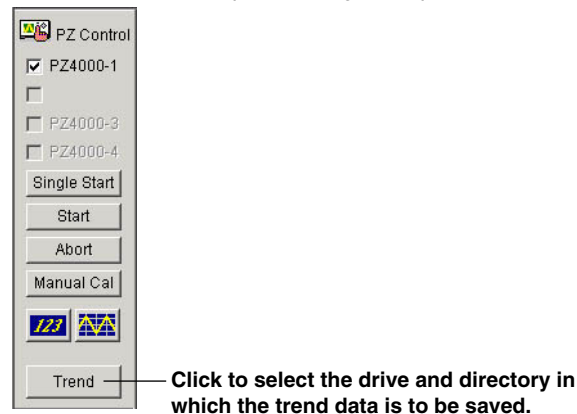 PZ Control
PZ4000-1
PZ4000-3
PZ4000-4
Single Start
Start
Abort
Manual Cal
123
Trend
Click to select the drive and directory in
which the trend data is to be saved.